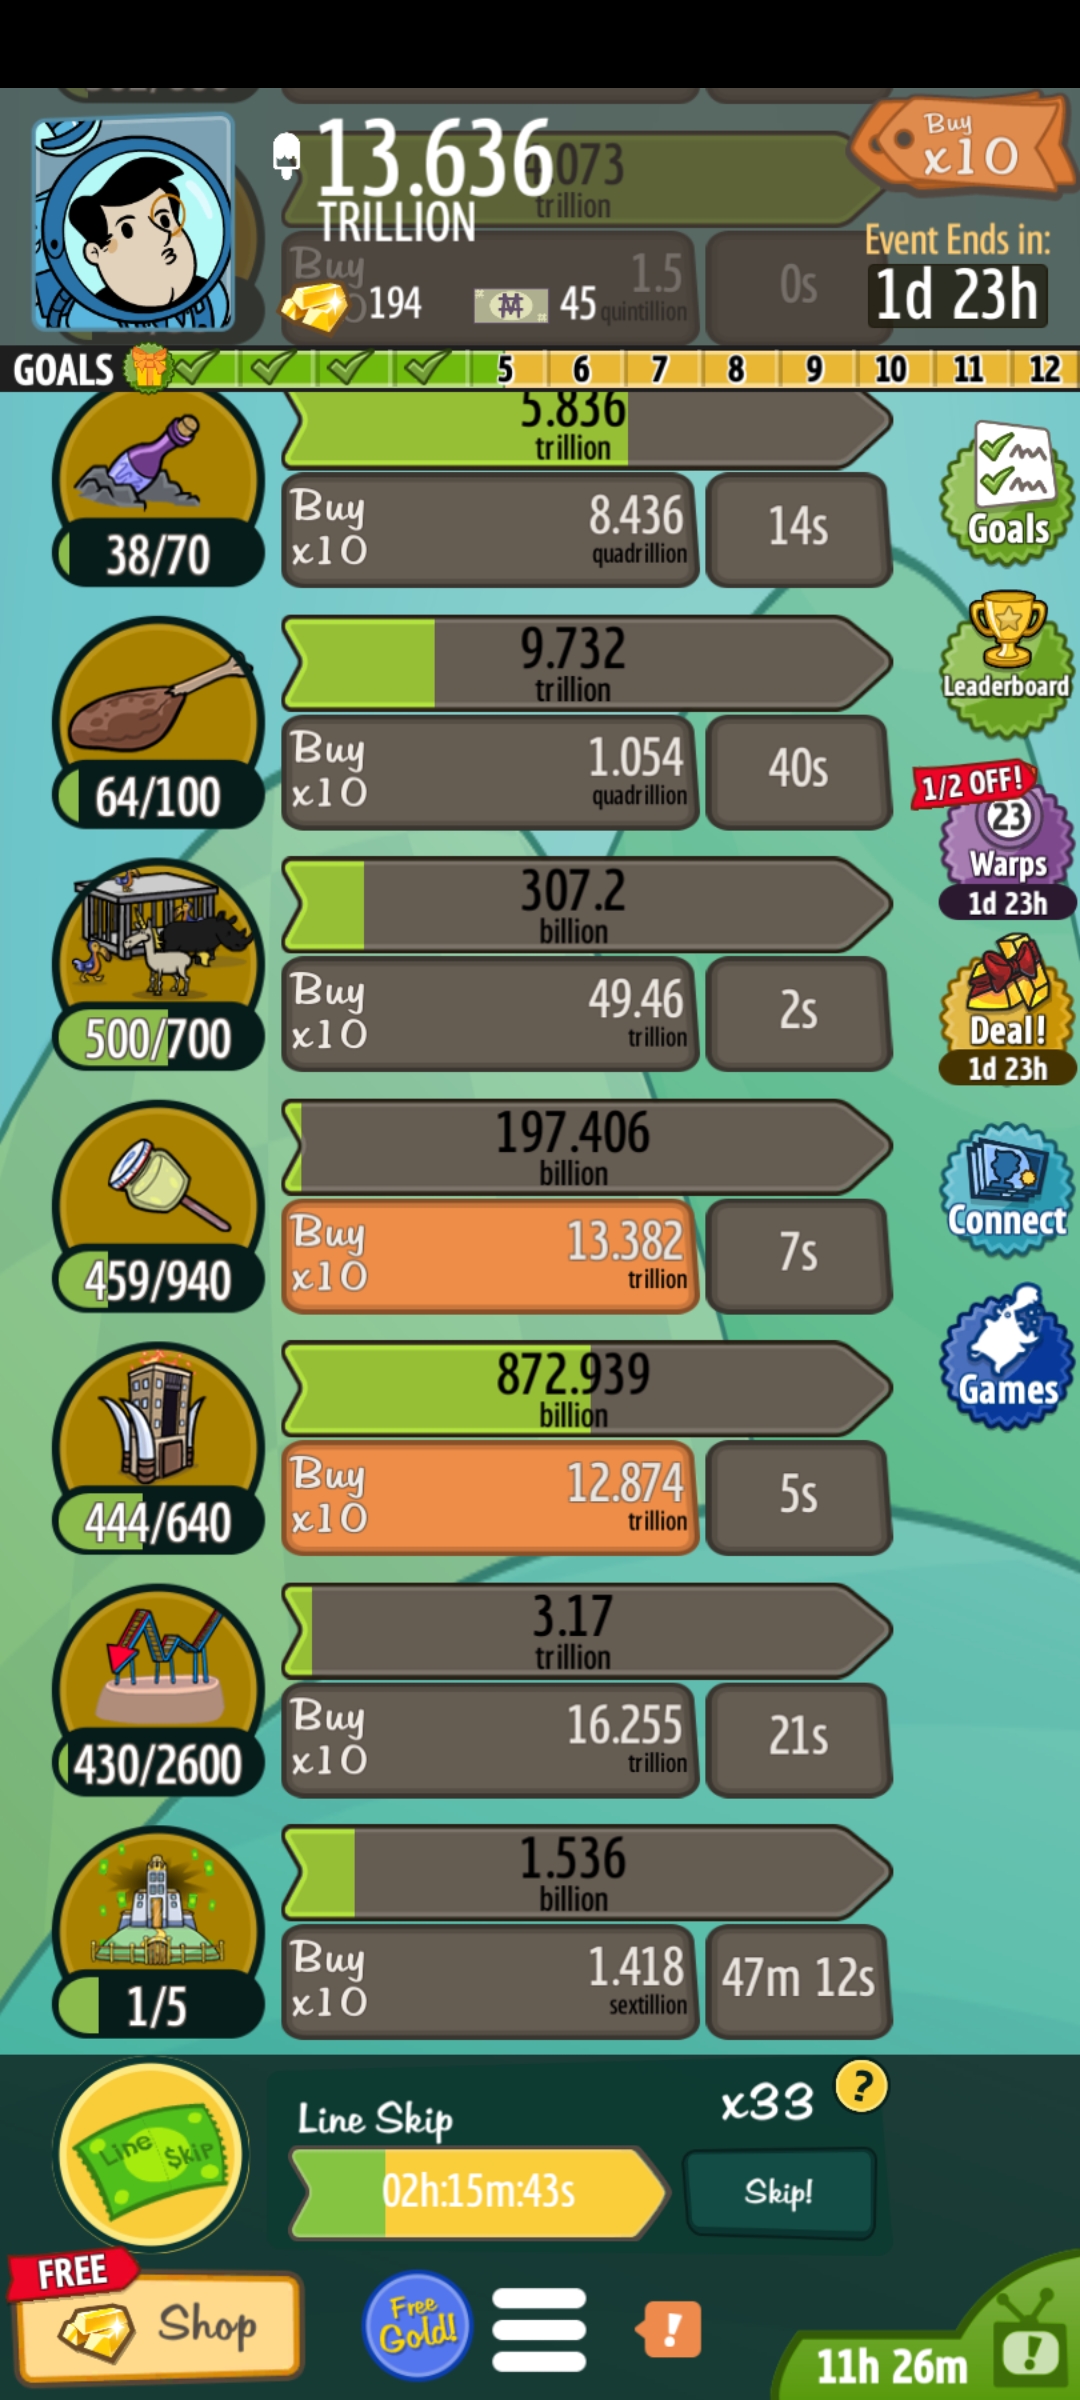 13.636
TRILLION
073
trillion
Buy
x10
Buy
1.5
quintillion
0s
194
45
Event Ends in:
1d 23h
GOALS
5 6 7 8 9 10 11 12
5.836
trillion
38/70
Buy
x10
8.436
quadrillion
14s
Goals
9.732
trillion
64/100
Buy
x10
1.054
quadrillion
40s
Leaderboard
1/2 OFF!
23
Warps
1d 23h
307.2
billion
500/700
Buy
x10
49.46
trillion
2s
Deal!
1d 23h
197.406
billion
459/940
Buy
x10
13.382
trillion
7s
Connect
872.939
billion
444/640
Buy
x10
12.874
trillion
5s
Games
3.17
trillion
430/2600
Buy
x10
16.255
trillion
21s
1.536
billion
1/5
Buy
x10
1.418
sextillion
47m 12s
Line Skip
Line Skip
x33
?
02h:15m:43s
Skip!
FREE
Shop
Free
Gold!
!
11h 26m
!